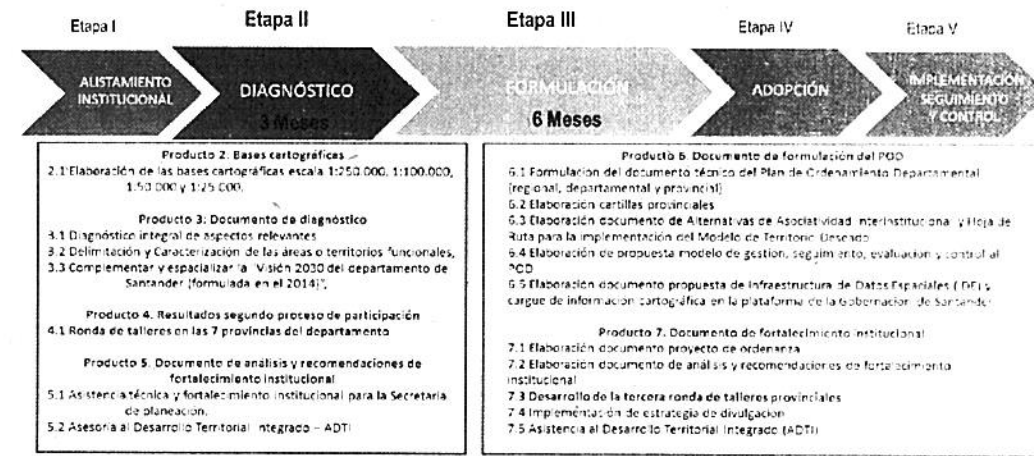 Etapa I
Etapa II
Etapa III
Etapa IV
Etapa V
ALISTAMIENTO
INSTITUCIONAL
DIAGNÓSTICO
3 Meses
FORMULACIÓN
6 Meses
ADOPCIÓN
IMPLEMENTACIÓN
SEGUIMIENTO
Y CONTROL
Producto 2. Bases cartográficas
2.1 Elaboración de las bases cartográficas escala 1:250.000, 1:100.000,
1:50.000 y 1:25.000.
Producto 3: Documento de diagnóstico
3.1 Diagnóstico integral de aspectos relevantes
3.2 Delimitación y Caracterización de las áreas o territorios funcionales,
3.3 Complementar y espacializar la "Visión 2030 del departamento de
Santander (formulada en el 2014)",
Producto 4. Resultados segundo proceso de participación
4.1 Ronda de talleres en las 7 provincias del departamento
Producto 5. Documento de análisis y recomendaciones de
fortalecimiento institucional
5.1 Asistencia técnica y fortalecimiento institucional para la Secretaría
de planeación.
5.2 Asesoría al Desarrollo Territorial Integrado – ADTI
Producto 6. Documento de formulación del POD
6.1 Formulación del documento técnico del Plan de Ordenamiento Departamental
(regional, departamental y provincial)
6.2 Elaboración cartillas provinciales
6.3 Elaboración documento de Alternativas de Asociatividad Interinstitucional y Hoja de
Ruta para la implementación del Modelo de Territorio Deseado
6.4 Elaboración de propuesta modelo de gestión, seguimiento, evaluación y control al
POD
6.5 Elaboración documento propuesta de Infraestructura de Datos Espaciales (IDE) y
cargue de información cartográfica en la plataforma de la Gobernación de Santander
Producto 7. Documento de fortalecimiento institucional
7.1 Elaboración documento proyecto de ordenanza
7.2 Elaboración documento de análisis y recomendaciones de fortalecimiento
institucional
7.3 Desarrollo de la tercera ronda de talleres provinciales
7.4 Implementación de estrategia de divulgación
7.5 Asistencia al Desarrollo Territorial Integrado (ADTI)